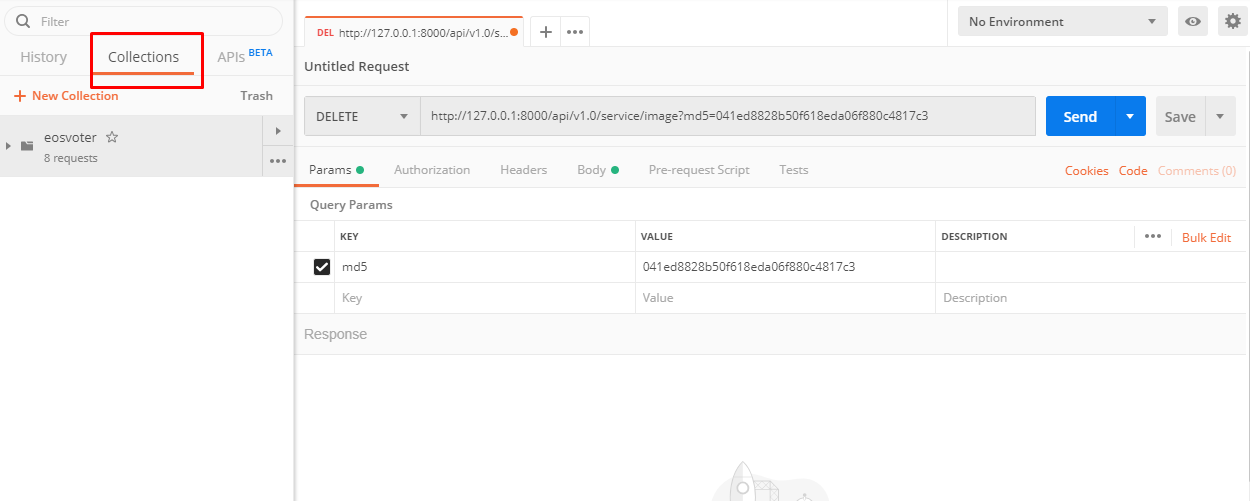 Filter
History
Collections
APIs BETA
+ New Collection
Trash
eosvoter
8 requests
DEL http://127.0.0.1:8000/api/v1.0/s...
No Environment
Untitled Request
DELETE
http://127.0.0.1:8000/api/v1.0/service/image?md5=041ed8828b50f618eda06f880c4817c3
Send
Save
Params
Authorization
Headers
Body
Pre-request Script
Tests
Cookies
Code
Comments (0)
Query Params
KEY
VALUE
DESCRIPTION
Bulk Edit
md5
041ed8828b50f618eda06f880c4817c3
Key
Value
Description
Response